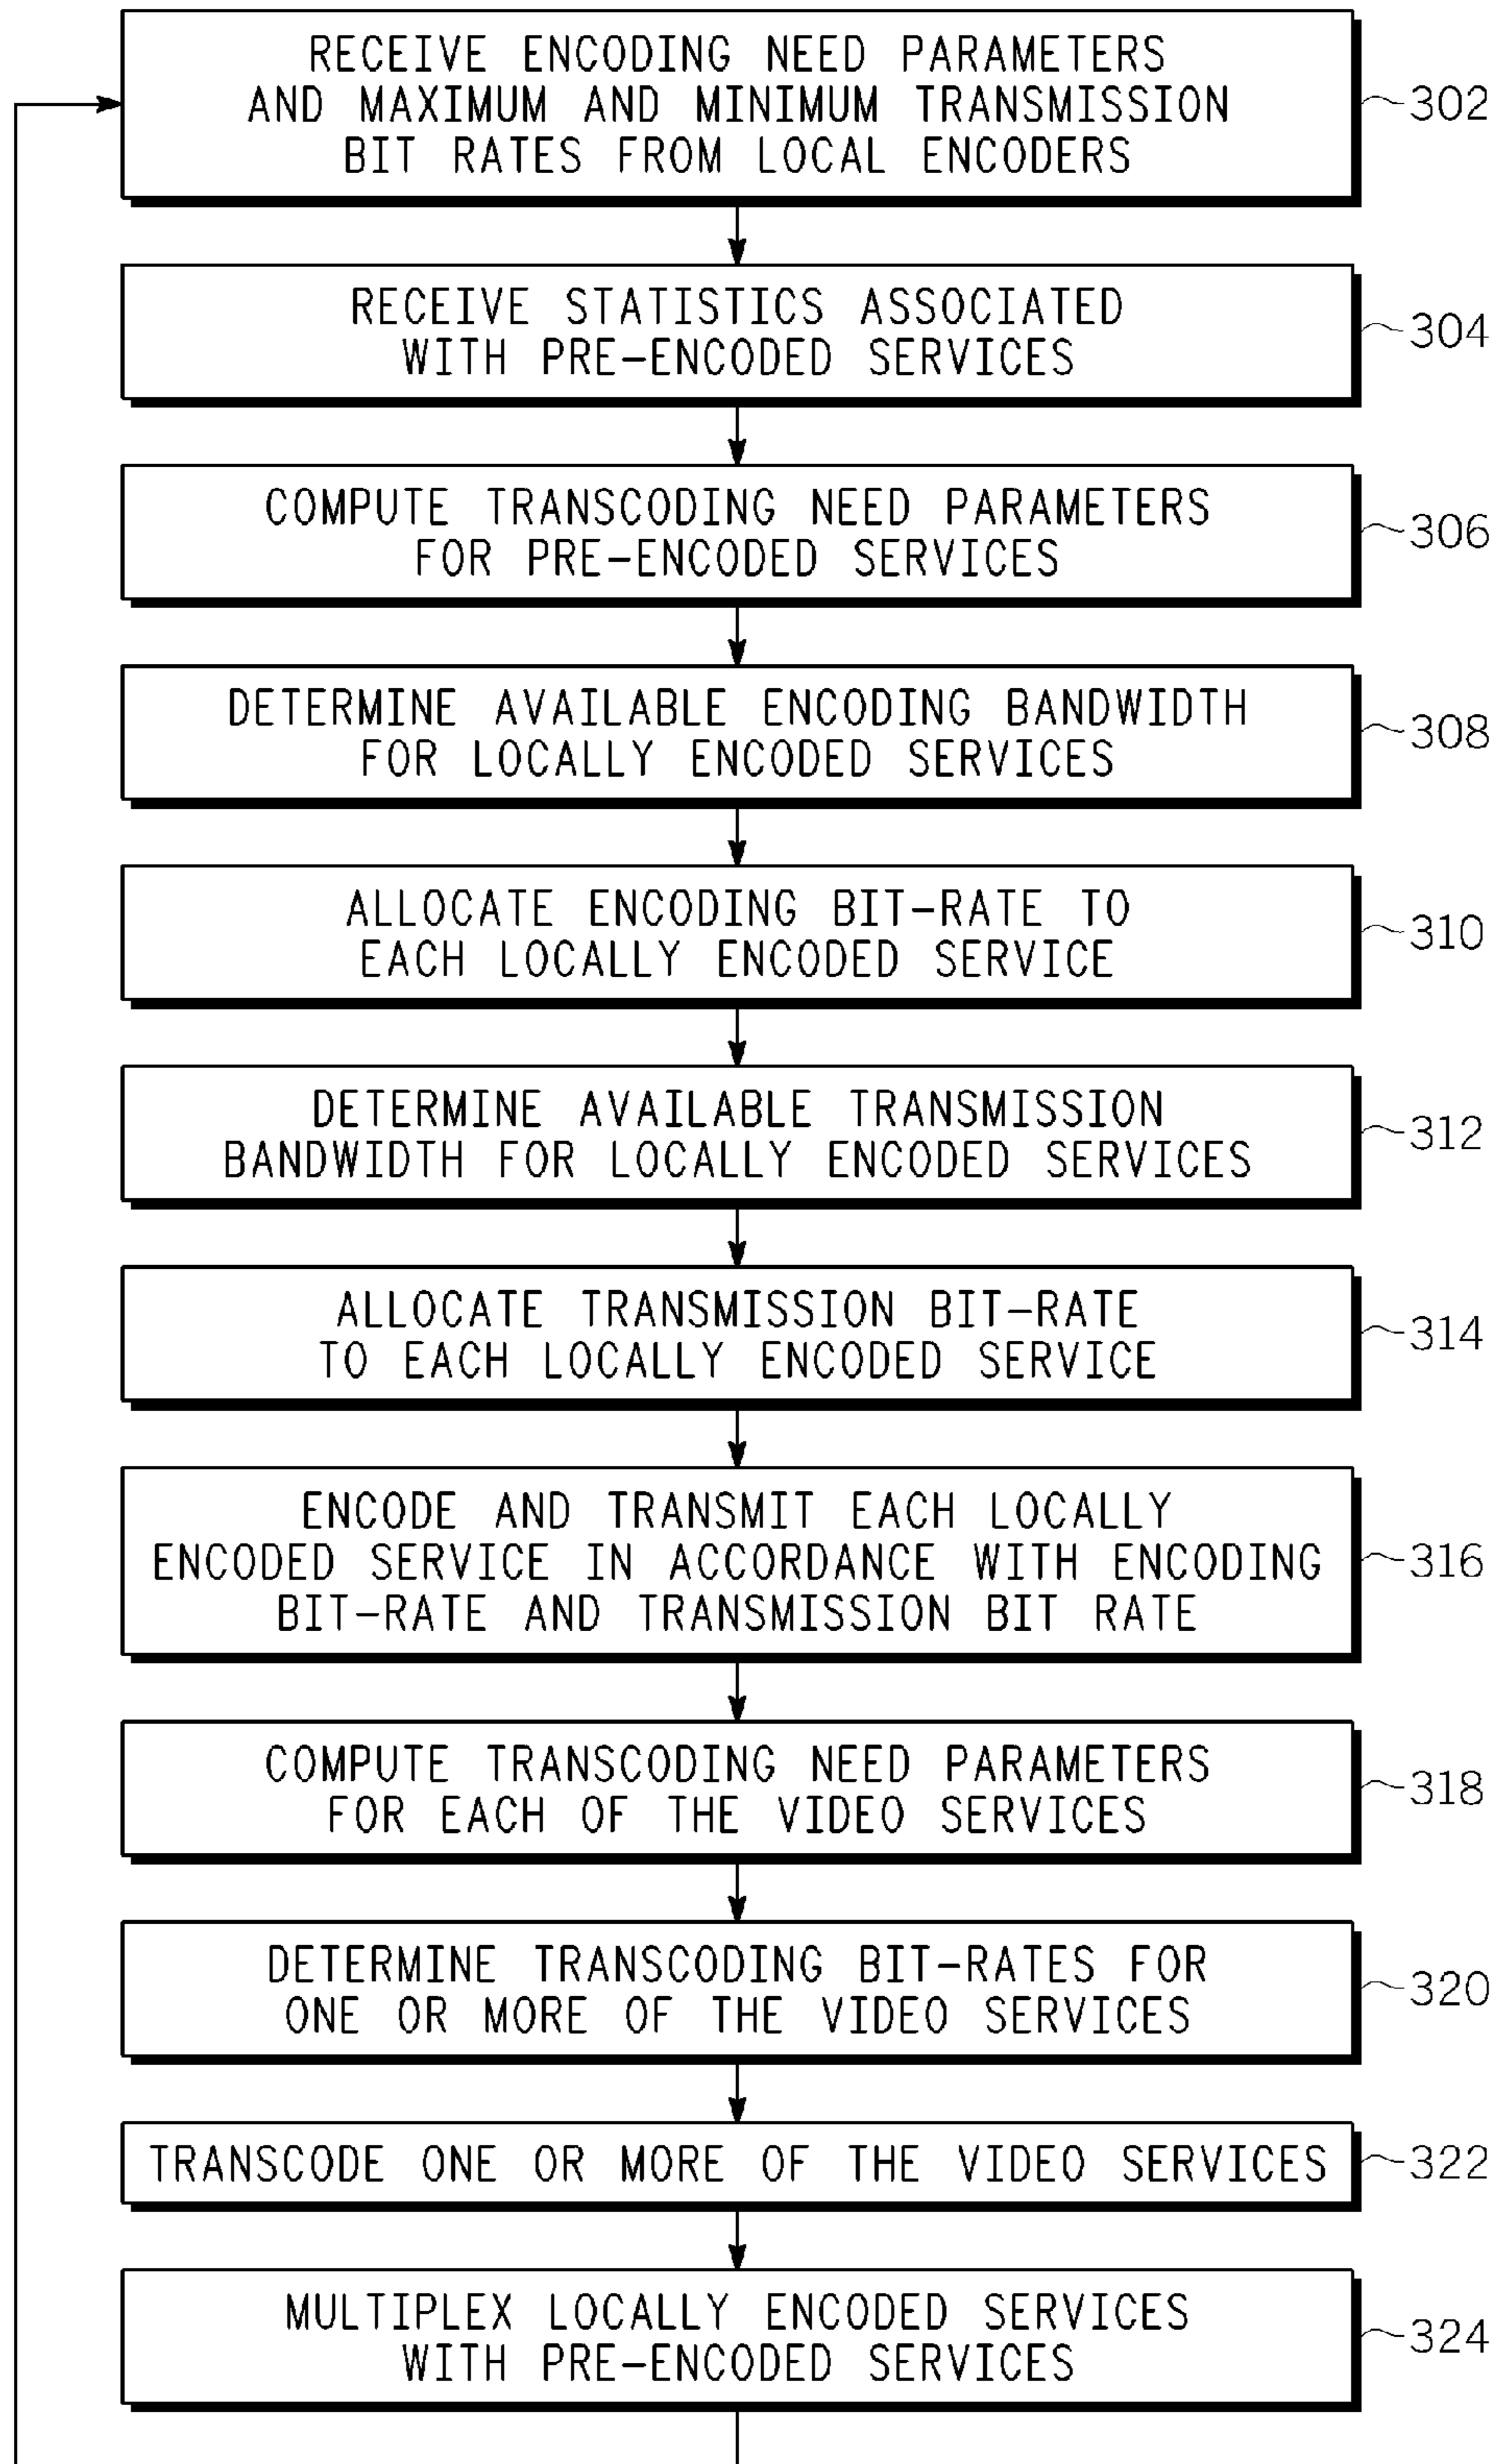 RECEIVE ENCODING NEED PARAMETERS
AND MAXIMUM AND MINIMUM TRANSMISSION
BIT RATES FROM LOCAL ENCODERS
302
RECEIVE STATISTICS ASSOCIATED
WITH PRE-ENCODED SERVICES
304
COMPUTE TRANSCODING NEED PARAMETERS
FOR PRE-ENCODED SERVICES
306
DETERMINE AVAILABLE ENCODING BANDWIDTH
FOR LOCALLY ENCODED SERVICES
308
ALLOCATE ENCODING BIT-RATE TO
EACH LOCALLY ENCODED SERVICE
310
DETERMINE AVAILABLE TRANSMISSION
BANDWIDTH FOR LOCALLY ENCODED SERVICES
312
ALLOCATE TRANSMISSION BIT-RATE
TO EACH LOCALLY ENCODED SERVICE
314
ENCODE AND TRANSMIT EACH LOCALLY
ENCODED SERVICE IN ACCORDANCE WITH ENCODING
BIT-RATE AND TRANSMISSION BIT RATE
316
COMPUTE TRANSCODING NEED PARAMETERS
FOR EACH OF THE VIDEO SERVICES
318
DETERMINE TRANSCODING BIT-RATES FOR
ONE OR MORE OF THE VIDEO SERVICES
320
TRANSCODE ONE OR MORE OF THE VIDEO SERVICES
322
MULTIPLEX LOCALLY ENCODED SERVICES
WITH PRE-ENCODED SERVICES
324